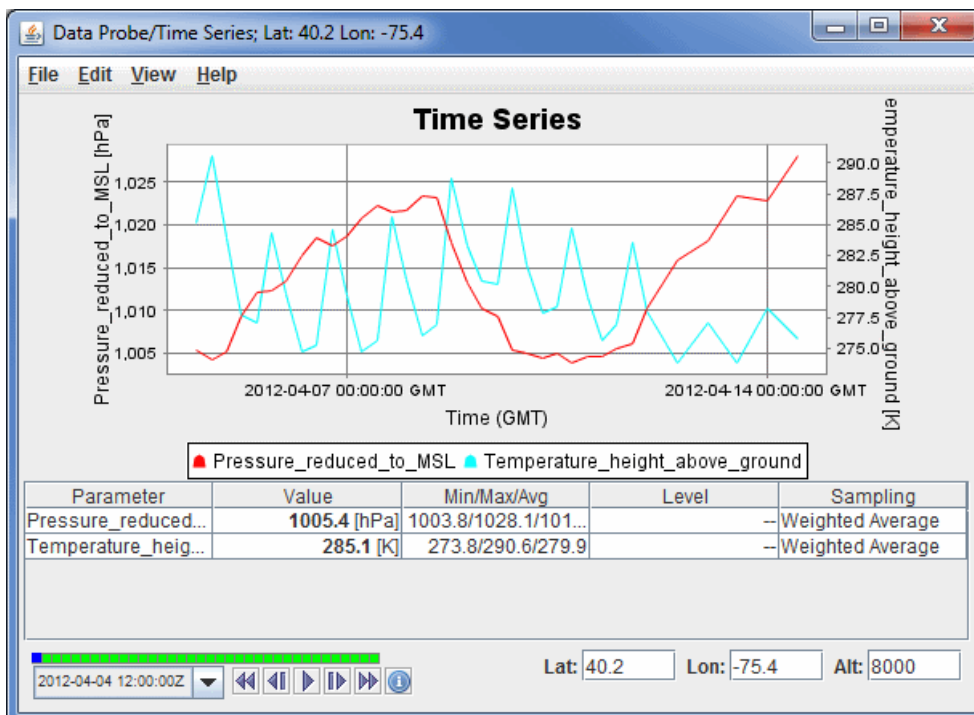 Data Probe/Time Series; Lat: 40.2 Lon: -75.4
File Edit View Help
Time Series
Pressure_reduced_to_MSL [hPa]
1,025
1,020
1,015
1,010
1,005
290.0
287.5
285.0
282.5
280.0
277.5
275.0
emperature_height_above_ground [K]
2012-04-07 00:00:00 GMT 2012-04-14 00:00:00 GMT
Time (GMT)
Pressure_reduced_to_MSL Temperature_height_above_ground
Parameter Value Min/Max/Avg Level Sampling
Pressure_reduced... 1005.4 [hPa] 1003.8/1028.1/101... -- Weighted Average
Temperature_heig... 285.1 [K] 273.8/290.6/279.9 -- Weighted Average
2012-04-04 12:00:00Z Lat: 40.2 Lon: -75.4 Alt: 8000